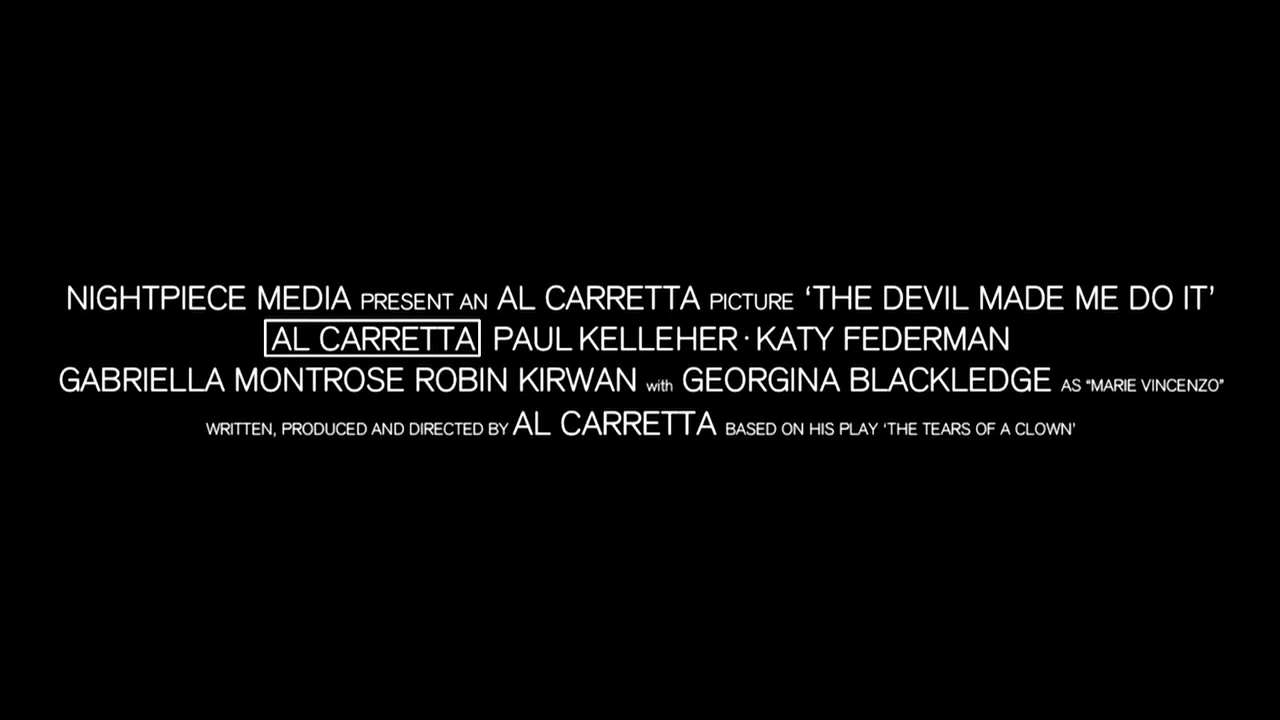 NIGHTPIECE MEDIA PRESENT AN AL CARRETTA PICTURE ‘THE DEVIL MADE ME DO IT’
AL CARRETTA PAUL KELLEHER · KATY FEDERMAN
GABRIELLA MONTROSE ROBIN KIRWAN with GEORGINA BLACKLEDGE AS “MARIE VINCENZO”
WRITTEN, PRODUCED AND DIRECTED BY AL CARRETTA BASED ON HIS PLAY ‘THE TEARS OF A CLOWN’